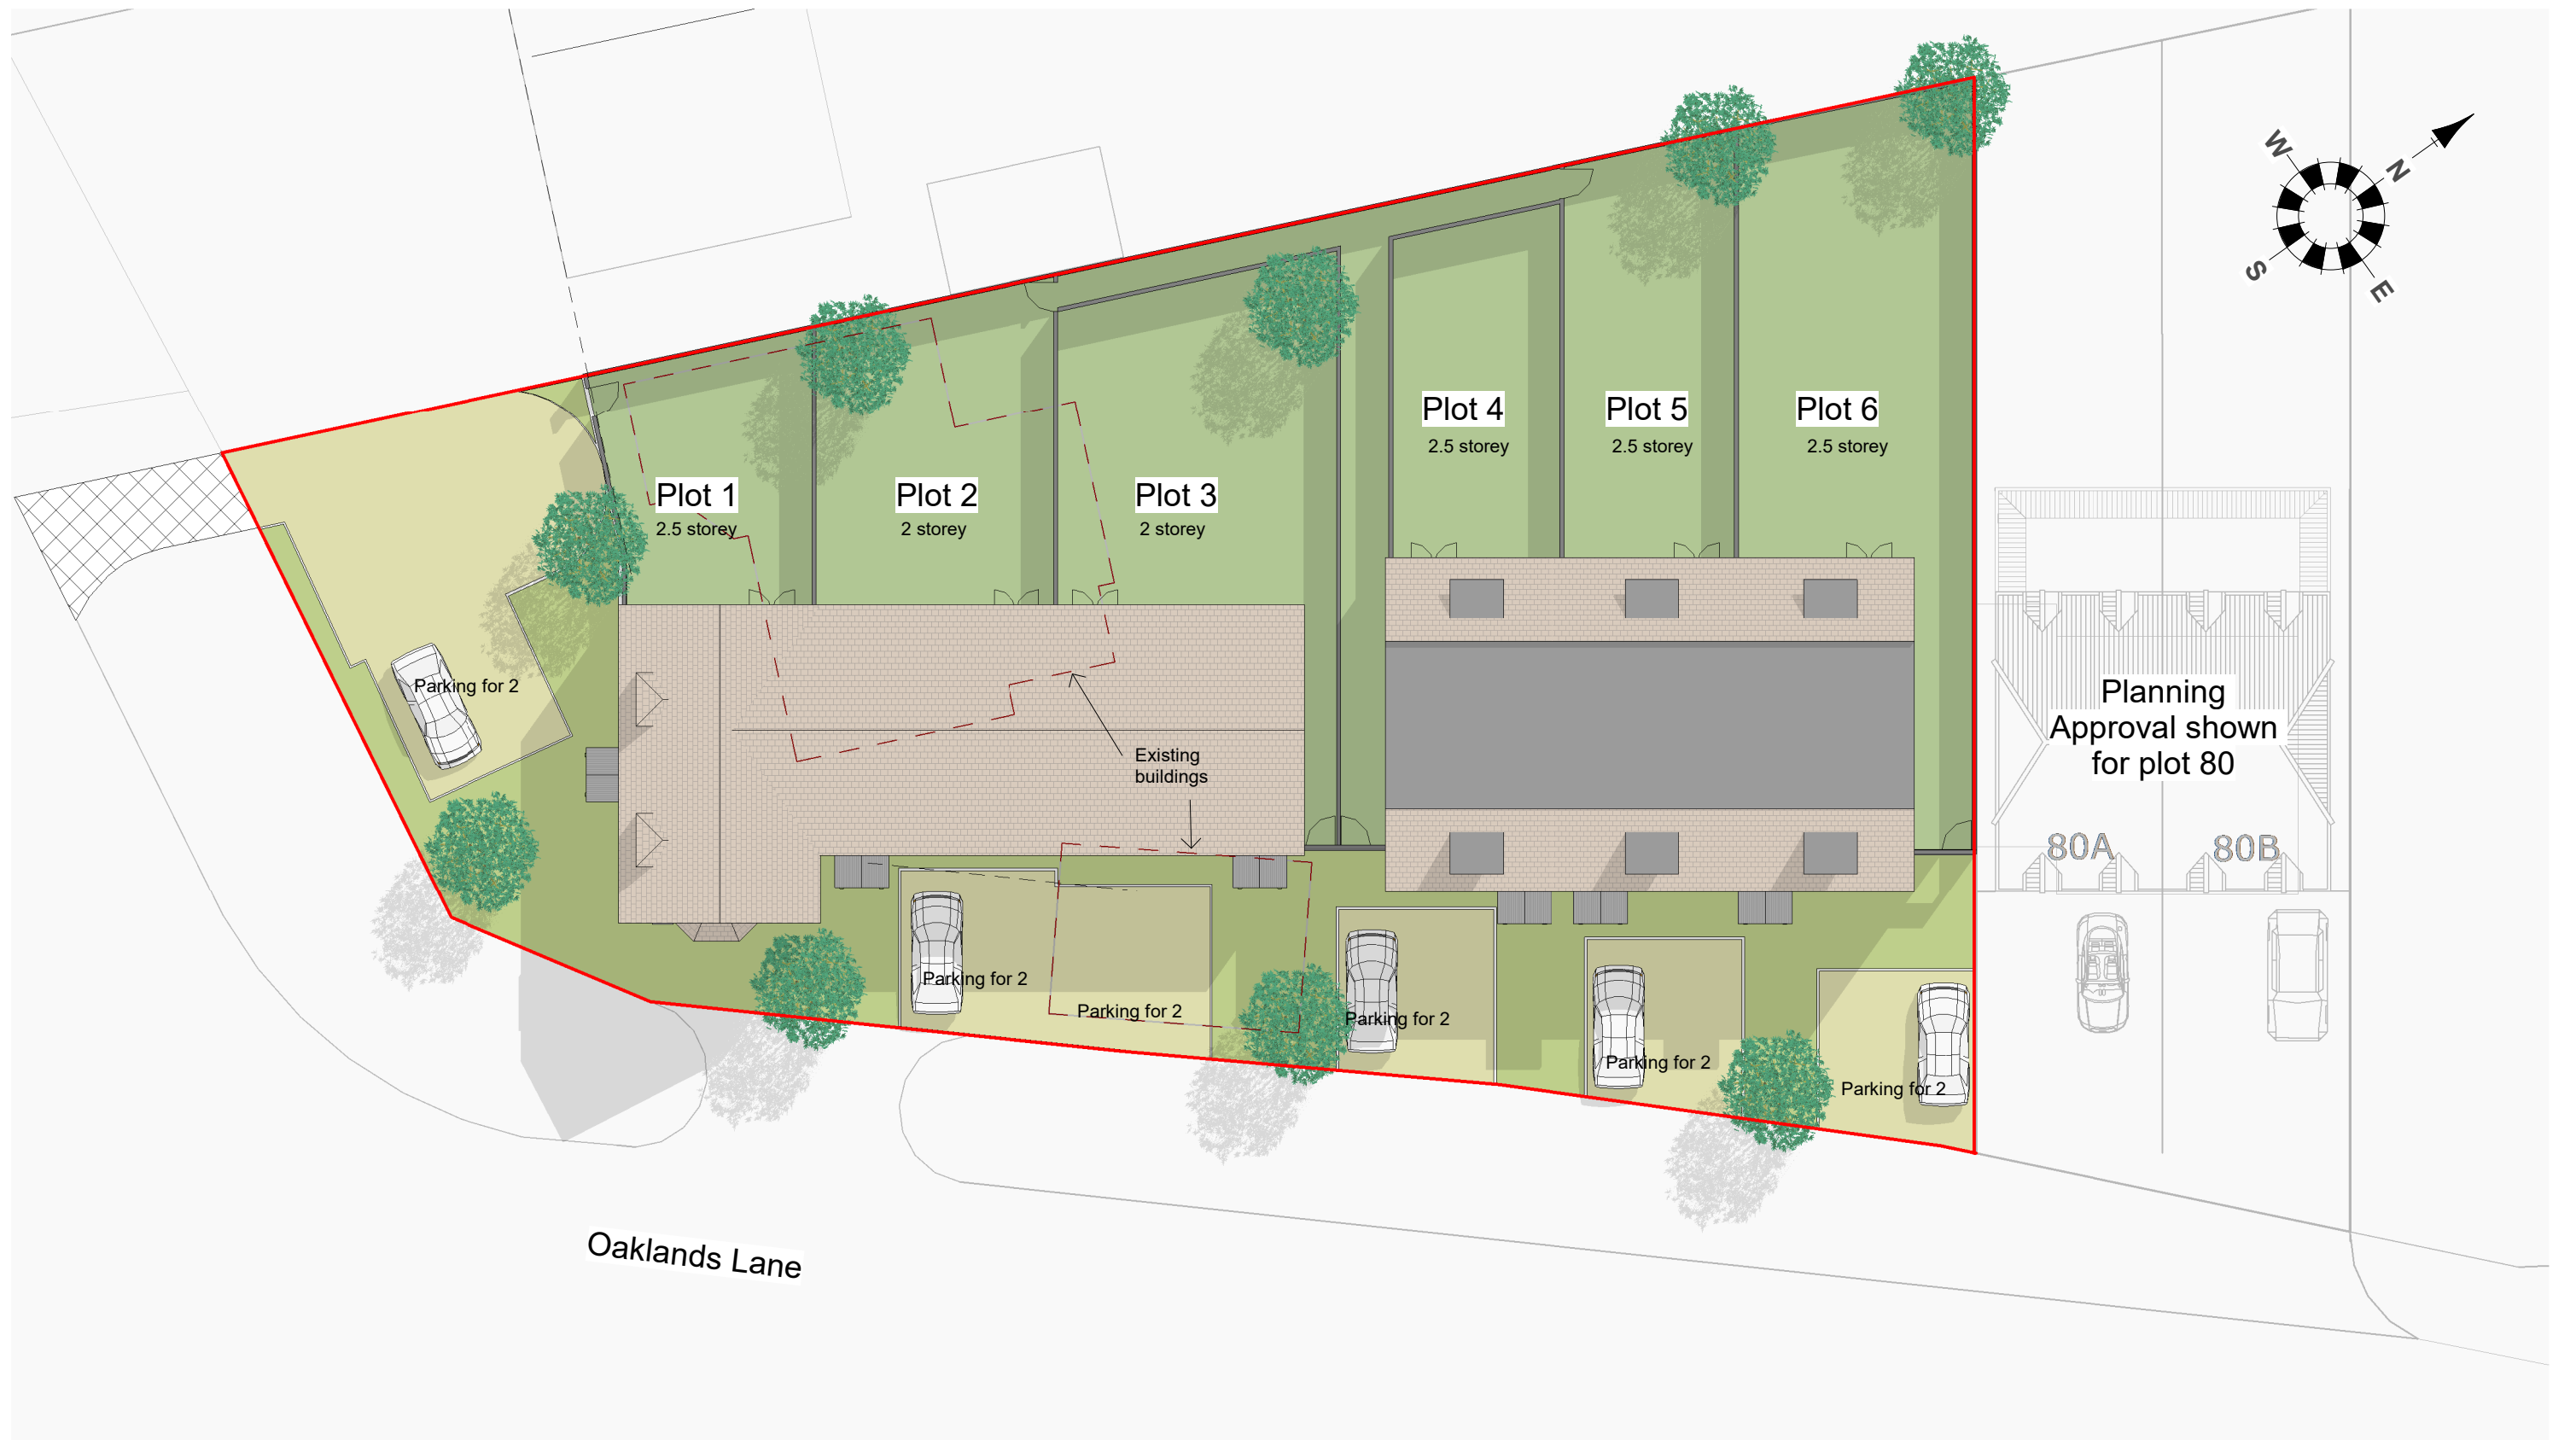 W
N
S
E
Plot 4
2.5 storey
Plot 5
2.5 storey
Plot 6
2.5 storey
Plot 1
2.5 storey
Plot 2
2 storey
Plot 3
2 storey
Parking for 2
Existing
buildings
Planning
Approval shown
for plot 80
80A
80B
Parking for 2
Parking for 2
Parking for 2
Parking for 2
Parking for 2
Oaklands Lane